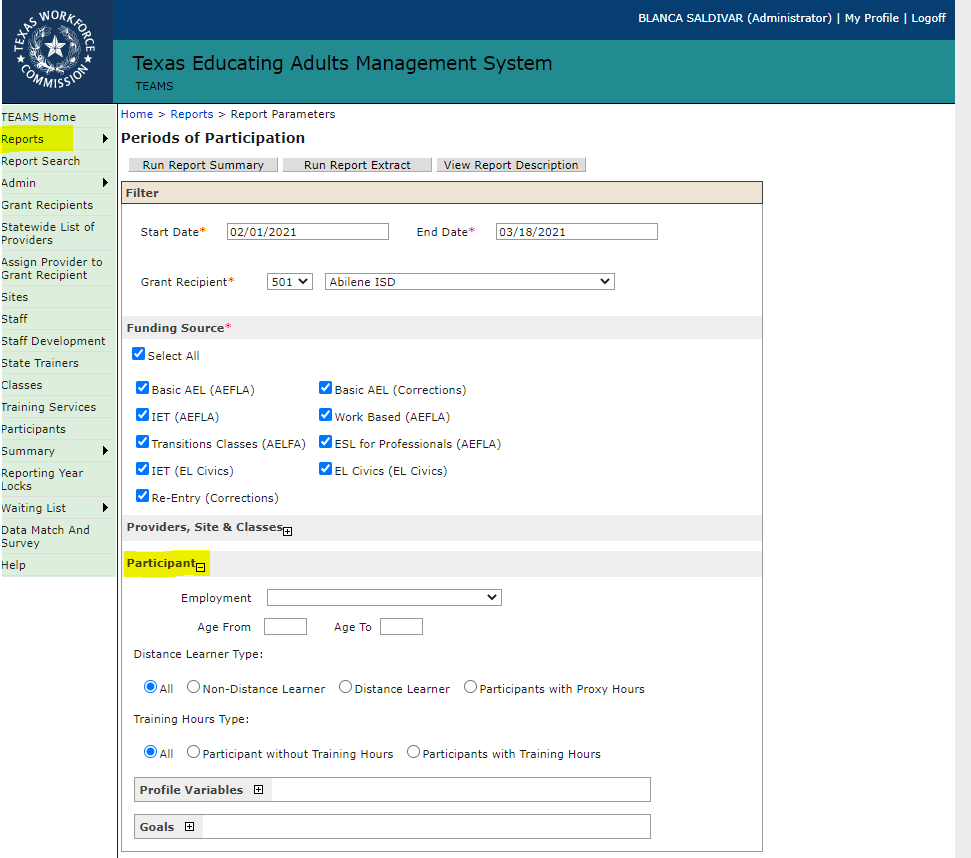 TEXAS WORKFORCE COMMISSION
BLANCA SALDIVAR (Administrator) | My Profile | Logoff
Texas Educating Adults Management System
TEAMS
TEAMS Home
Reports
Report Search
Admin
Grant Recipients
Statewide List of
Providers
Assign Provider to
Grant Recipient
Sites
Staff
Staff Development
State Trainers
Classes
Training Services
Participants
Summary
Reporting Year
Locks
Waiting List
Data Match And
Survey
Help
Home > Reports > Report Parameters
Periods of Participation
Run Report Summary Run Report Extract View Report Description
Filter
Start Date* 02/01/2021 End Date* 03/18/2021
Grant Recipient* 501 Abilene ISD
Funding Source*
Select All
Basic AEL (AEFLA) Basic AEL (Corrections)
IET (AEFLA) Work Based (AEFLA)
Transitions Classes (AELFA) ESL for Professionals (AEFLA)
IET (EL Civics) EL Civics (EL Civics)
Re-Entry (Corrections)
Providers, Site & Classes
Participant
Employment
Age From Age To
Distance Learner Type:
All Non-Distance Learner Distance Learner Participants with Proxy Hours
Training Hours Type:
All Participant without Training Hours Participants with Training Hours
Profile Variables
Goals